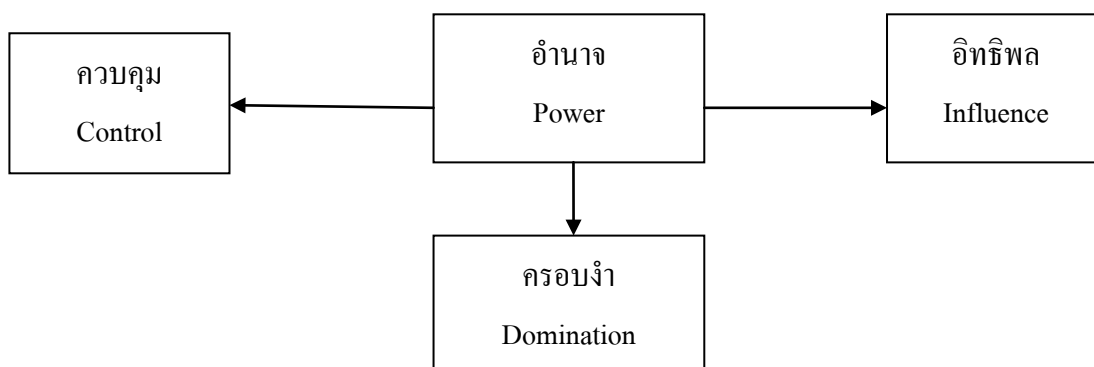 ควบคุม
Control
อำนาจ
Power
อิทธิพล
Influence
ครอบงำ
Domination